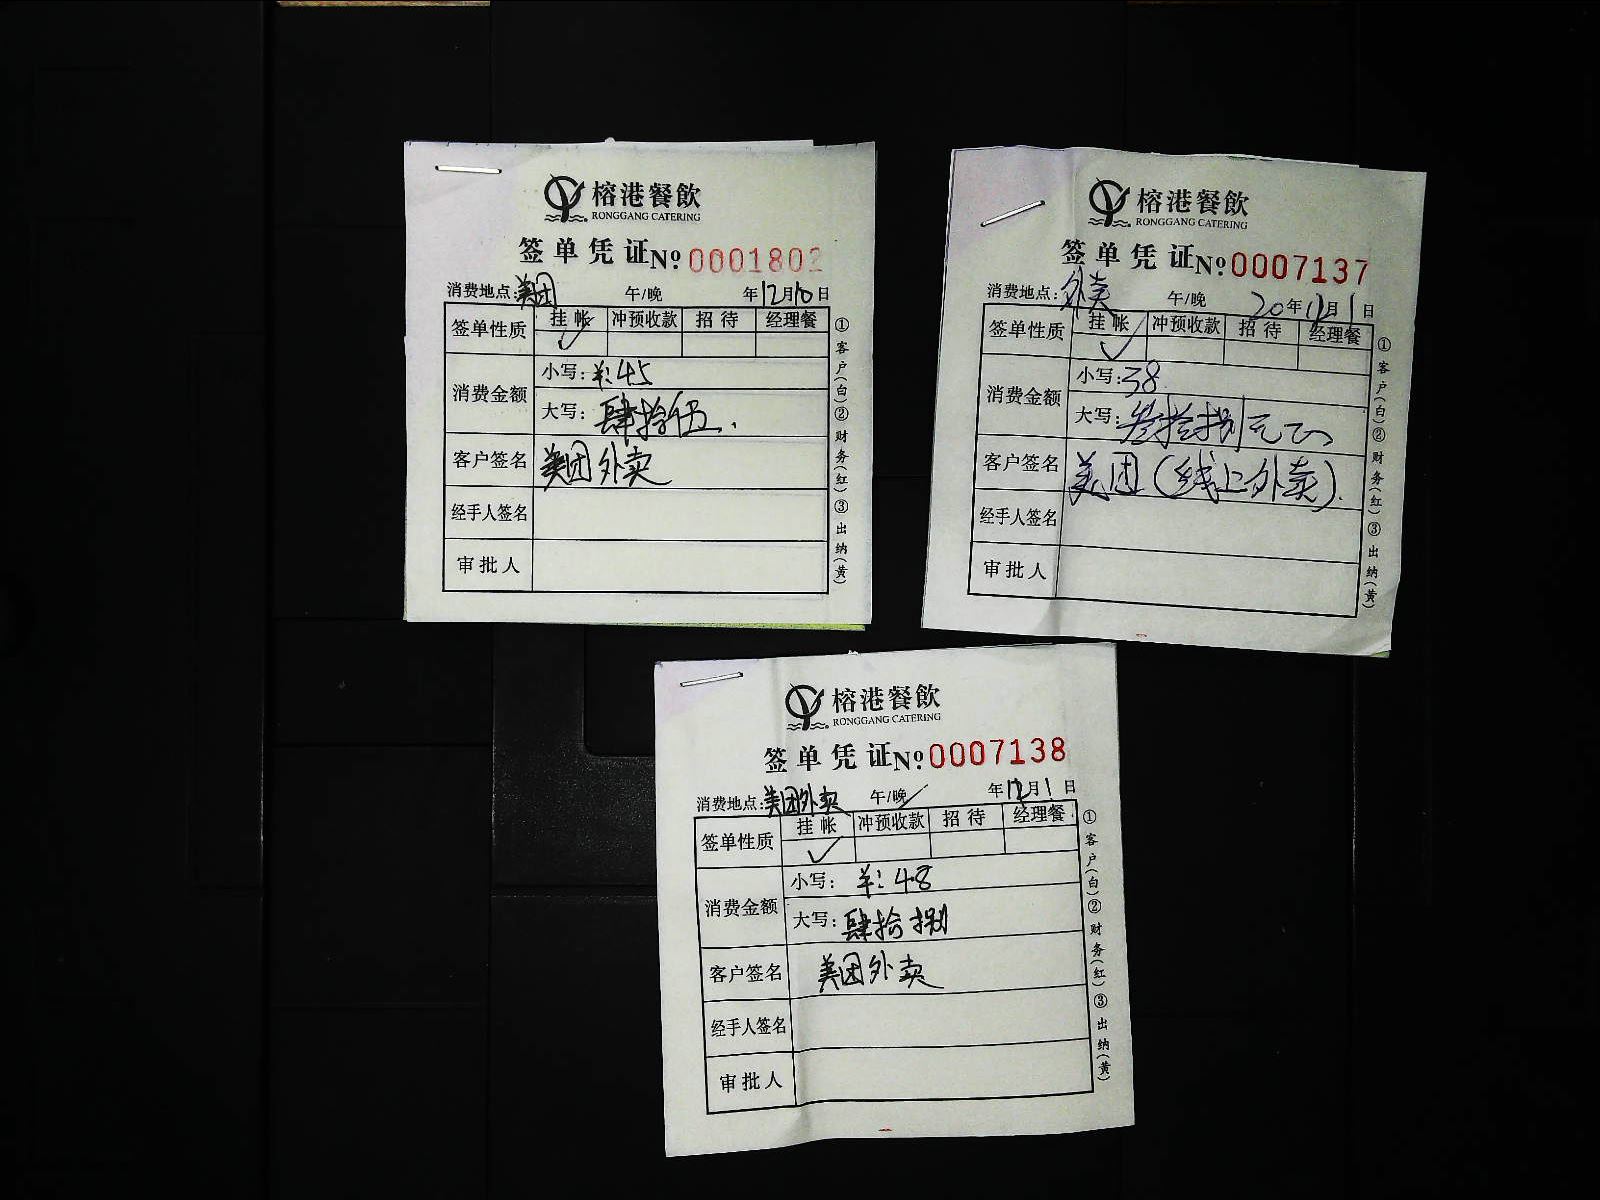 榕港餐飲
RONGGANG CATERING
签单凭证№0001802
消费地点:美团 午/晚 年12月10日
签单性质 挂帐 冲预收款 招待 经理餐
消费金额 小写:¥:45
大写:肆拾伍.
客户签名 美团外卖
经手人签名
审批人
①客户(白)②财务(红)③出纳(黄)
榕港餐飲
RONGGANG CATERING
签单凭证№0007137
消费地点:外卖 午/晚 20年12月1日
签单性质 挂帐 冲预收款 招待 经理餐
消费金额 小写:38
大写:叁拾捌元
客户签名 美团(线上外卖).
经手人签名
审批人
①客户(白)②财务(红)③出纳(黄)
榕港餐飲
RONGGANG CATERING
签单凭证№0007138
消费地点:美团外卖 午/晚 年12月1日
签单性质 挂帐 冲预收款 招待 经理餐
消费金额 小写:¥:48
大写:肆拾捌
客户签名 美团外卖
经手人签名
审批人
①客户(白)②财务(红)③出纳(黄)